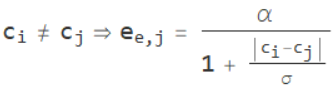 cᵢ ≠ cⱼ ⇒ eₑ,ⱼ = α / (1 + |cᵢ-cⱼ| / σ)